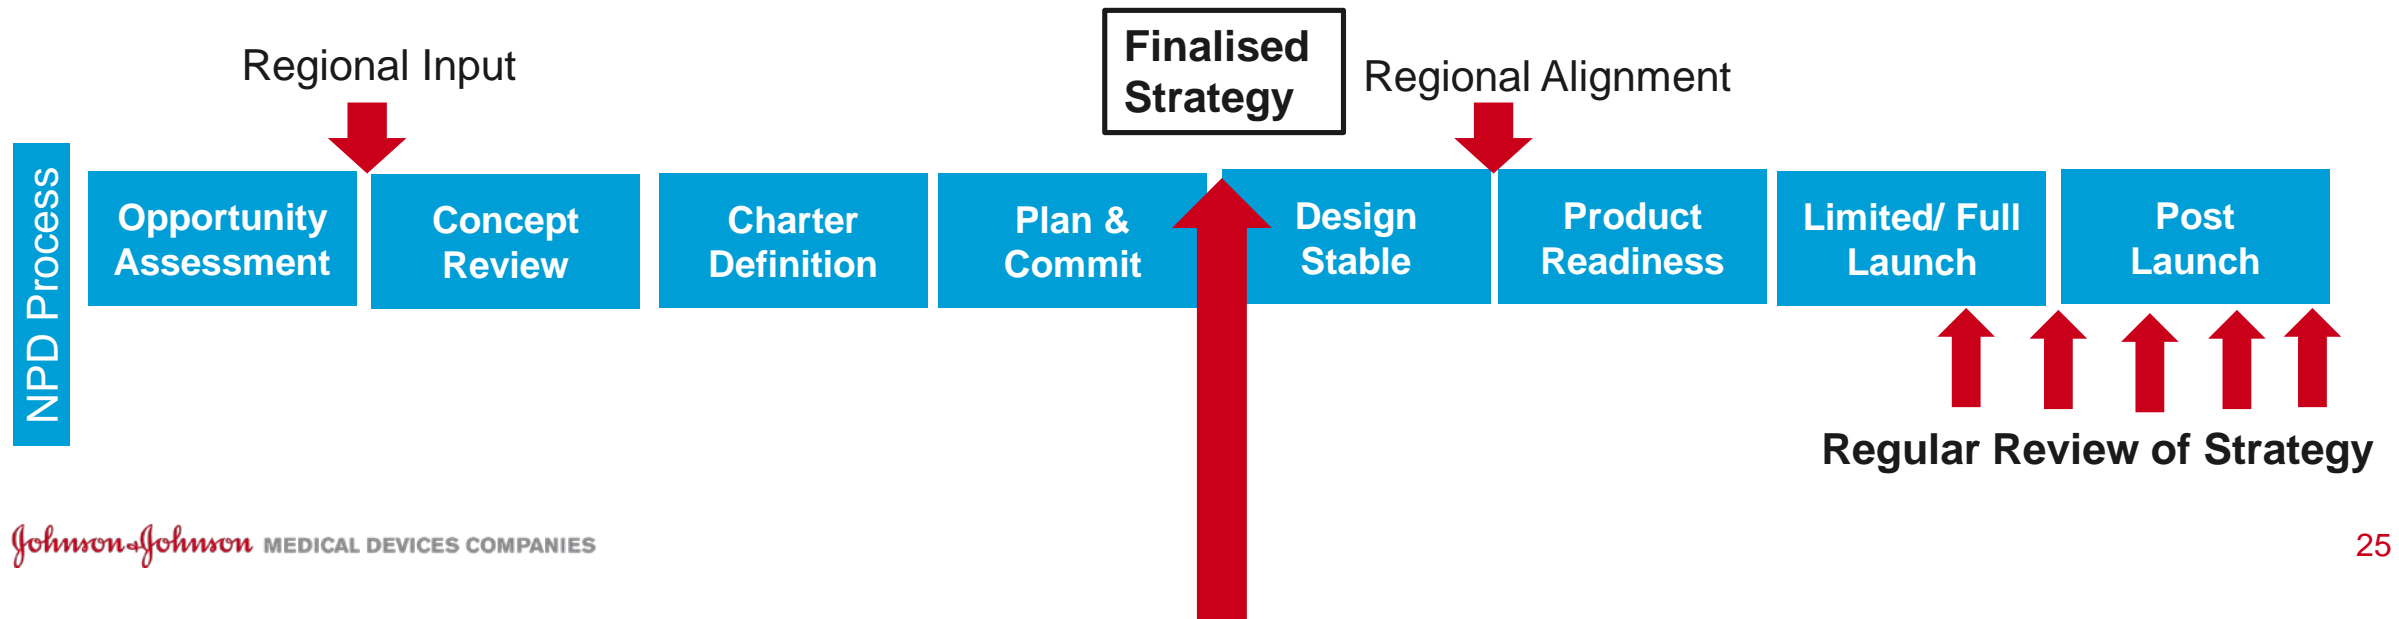 Regional Input
Finalised
Strategy
Regional Alignment
NPD Process
Opportunity
Assessment
Concept
Review
Charter
Definition
Plan &
Commit
Design
Stable
Product
Readiness
Limited/ Full
Launch
Post
Launch
Regular Review of Strategy
Johnson & Johnson MEDICAL DEVICES COMPANIES
25